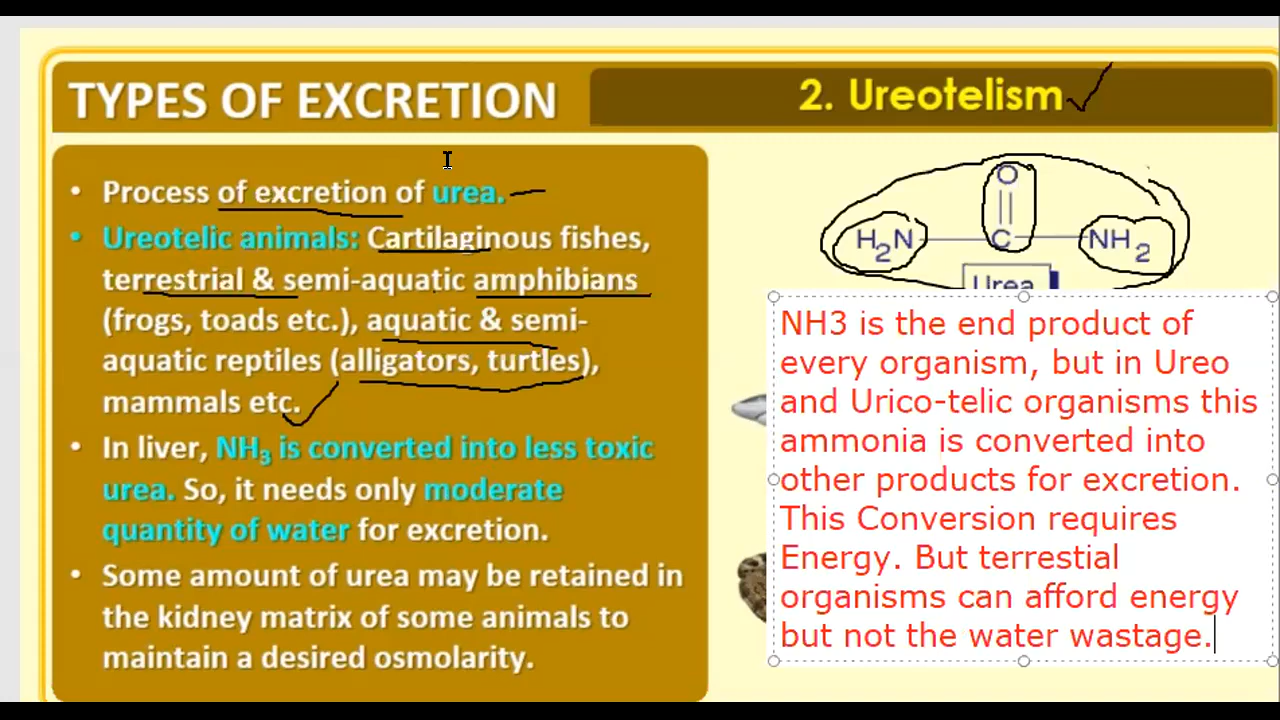 TYPES OF EXCRETION
2. Ureotelism
• Process of excretion of urea.
• Ureotelic animals: Cartilaginous fishes,
terrestrial & semi-aquatic amphibians
(frogs, toads etc.), aquatic & semi-
aquatic reptiles (alligators, turtles),
mammals etc.
• In liver, NH₃ is converted into less toxic
urea. So, it needs only moderate
quantity of water for excretion.
• Some amount of urea may be retained in
the kidney matrix of some animals to
maintain a desired osmolarity.
O
H₂N C NH₂
Urea
NH3 is the end product of
every organism, but in Ureo
and Urico-telic organisms this
ammonia is converted into
other products for excretion.
This Conversion requires
Energy. But terrestial
organisms can afford energy
but not the water wastage.